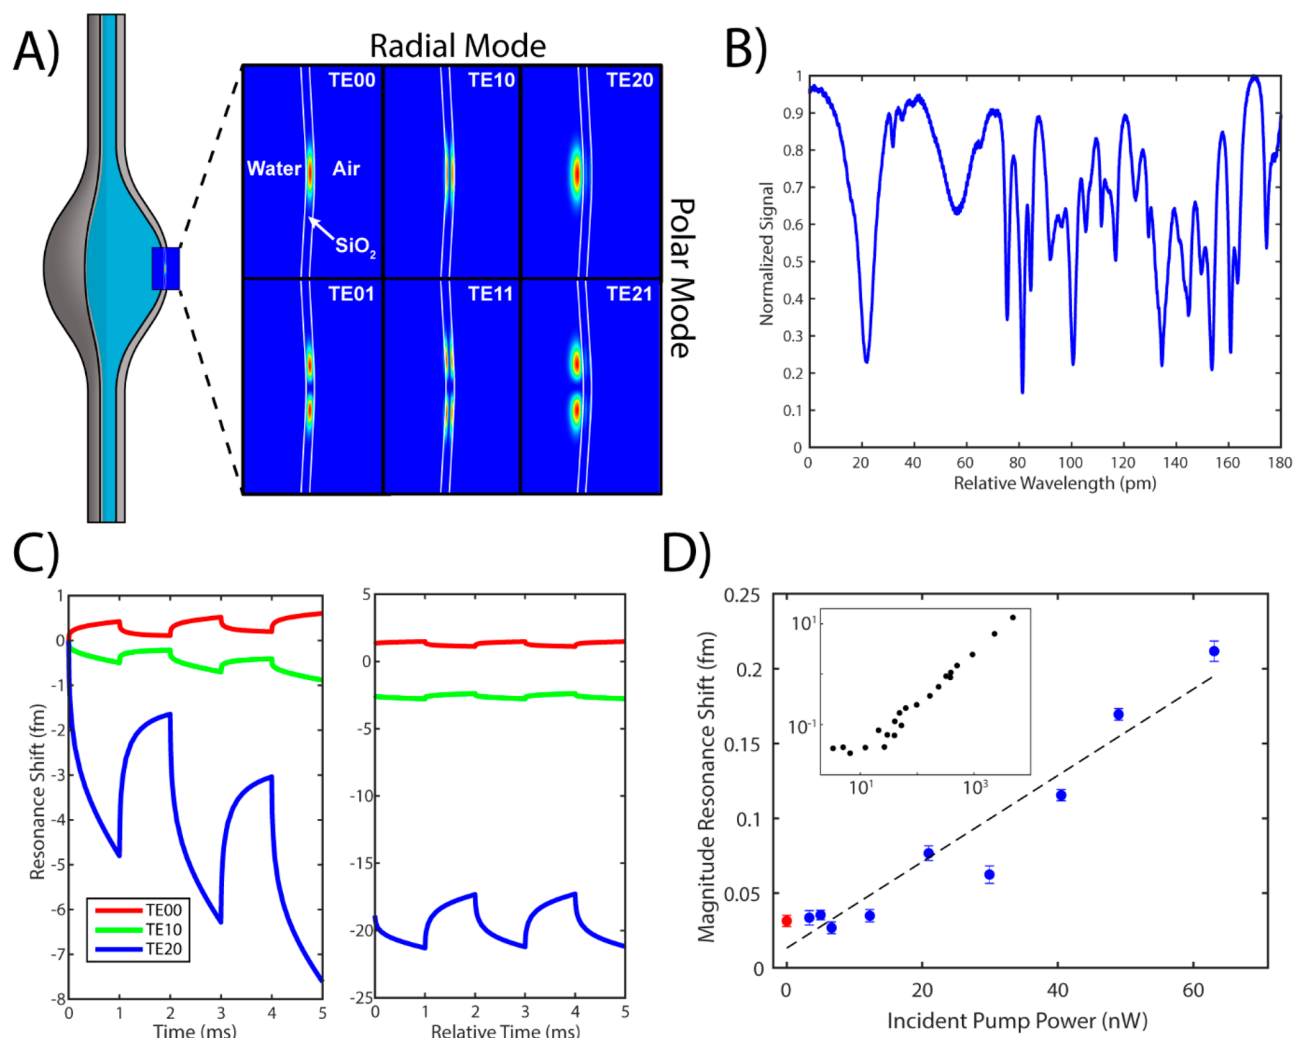 A)
Radial Mode
TE00
TE10
TE20
Water
Air
SiO2
TE01
TE11
TE21
Polar Mode
B)
Normalized Signal
1
0.9
0.8
0.7
0.6
0.5
0.4
0.3
0.2
0.1
0
0 20 40 60 80 100 120 140 160 180
Relative Wavelength (pm)
C)
Resonance Shift (fm)
1
0
-1
-2
-3
-4
-5
-6
-7
-8
TE00
TE10
TE20
0 1 2 3 4 5
Time (ms)
5
0
-5
-10
-15
-20
-25
0 1 2 3 4 5
Relative Time (ms)
D)
Magnitude Resonance Shift (fm)
0.25
0.2
0.15
0.1
0.05
0
10^1
10^-1
10^1 10^3
0 20 40 60
Incident Pump Power (nW)